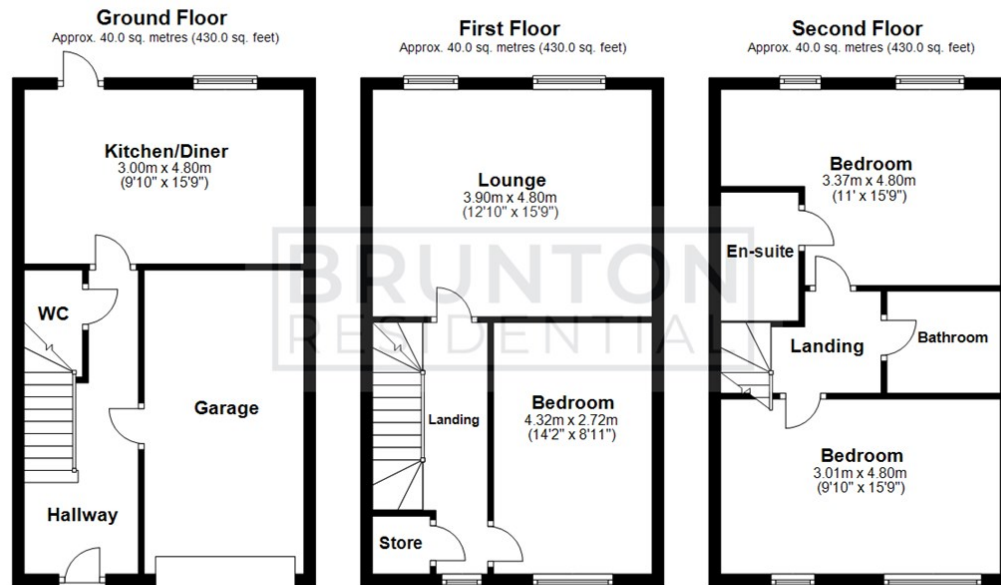 Ground Floor
Approx. 40.0 sq. metres (430.0 sq. feet)
Kitchen/Diner
3.00m x 4.80m
(9'10" x 15'9")
WC
Garage
Hallway
First Floor
Approx. 40.0 sq. metres (430.0 sq. feet)
Lounge
3.90m x 4.80m
(12'10" x 15'9")
Landing
Bedroom
4.32m x 2.72m
(14'2" x 8'11")
Store
Second Floor
Approx. 40.0 sq. metres (430.0 sq. feet)
Bedroom
3.37m x 4.80m
(11' x 15'9")
En-suite
Landing
Bathroom
Bedroom
3.01m x 4.80m
(9'10" x 15'9")
BRUNTON
RESIDENTIAL